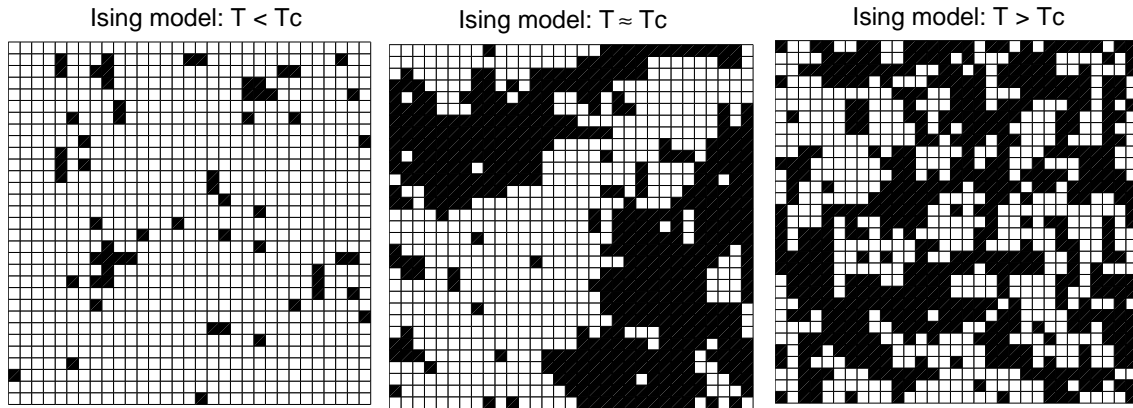 Ising model: T < Tc
Ising model: T ≈ Tc
Ising model: T > Tc